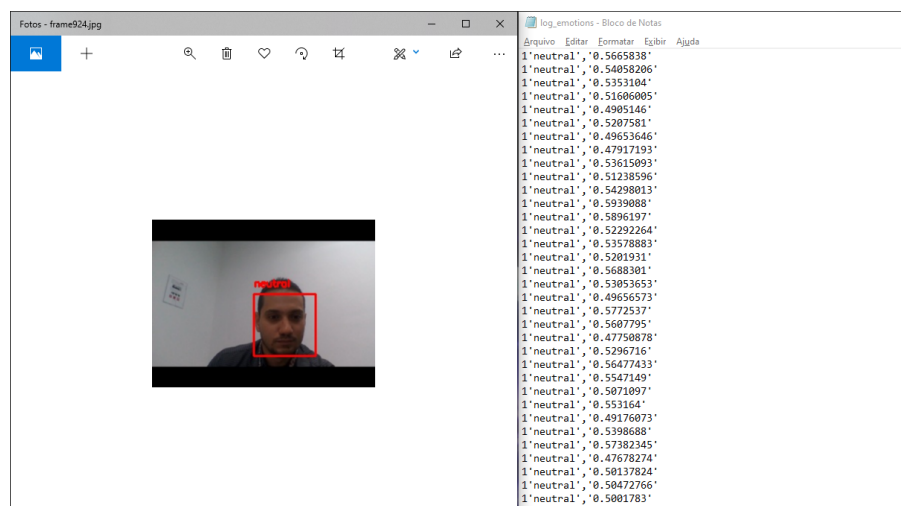 Fotos - frame924.jpg
neutral
log_emotions - Bloco de Notas
Arquivo Editar Formatar Exibir Ajuda
1'neutral','0.5665838'
1'neutral','0.54058206'
1'neutral','0.5353104'
1'neutral','0.51606005'
1'neutral','0.4905146'
1'neutral','0.5207581'
1'neutral','0.49653646'
1'neutral','0.47917193'
1'neutral','0.53615093'
1'neutral','0.51238596'
1'neutral','0.54298013'
1'neutral','0.5939088'
1'neutral','0.5896197'
1'neutral','0.52292264'
1'neutral','0.53578883'
1'neutral','0.5201931'
1'neutral','0.5688301'
1'neutral','0.53053653'
1'neutral','0.49656573'
1'neutral','0.5772537'
1'neutral','0.5607795'
1'neutral','0.47750878'
1'neutral','0.5296716'
1'neutral','0.56477433'
1'neutral','0.5547149'
1'neutral','0.5071097'
1'neutral','0.553164'
1'neutral','0.49176073'
1'neutral','0.5398688'
1'neutral','0.57382345'
1'neutral','0.47678274'
1'neutral','0.50137824'
1'neutral','0.50472766'
1'neutral','0.5001783'